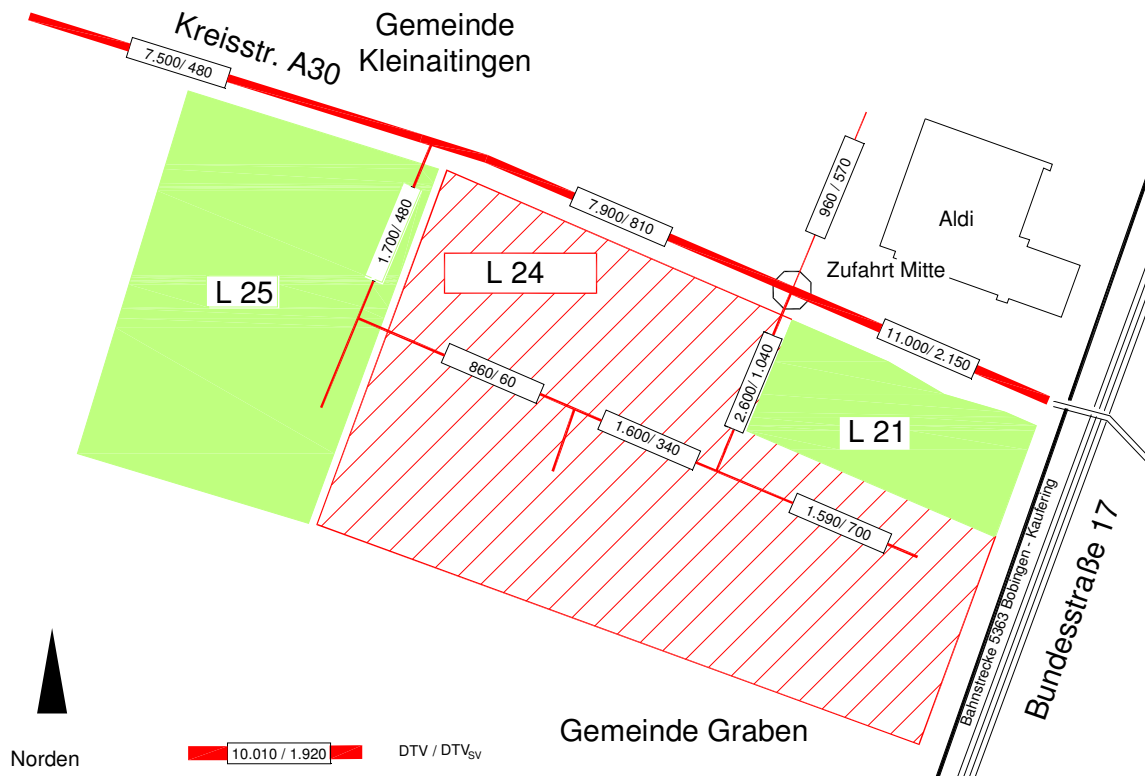 Gemeinde
Kleinaitingen
Kreisstr. A30
7.500/ 480
7.900/ 810
960 / 570
Aldi
Zufahrt Mitte
11.000/ 2.150
1.700/ 480
L 24
L 25
860/ 60
1.600/ 340
2.600/ 1.040
L 21
1.590/ 700
Bahnstrecke 5363 Bobingen - Kaufering
Bundesstraße 17
Gemeinde Graben
Norden
10.010 / 1.920
DTV / DTVSV